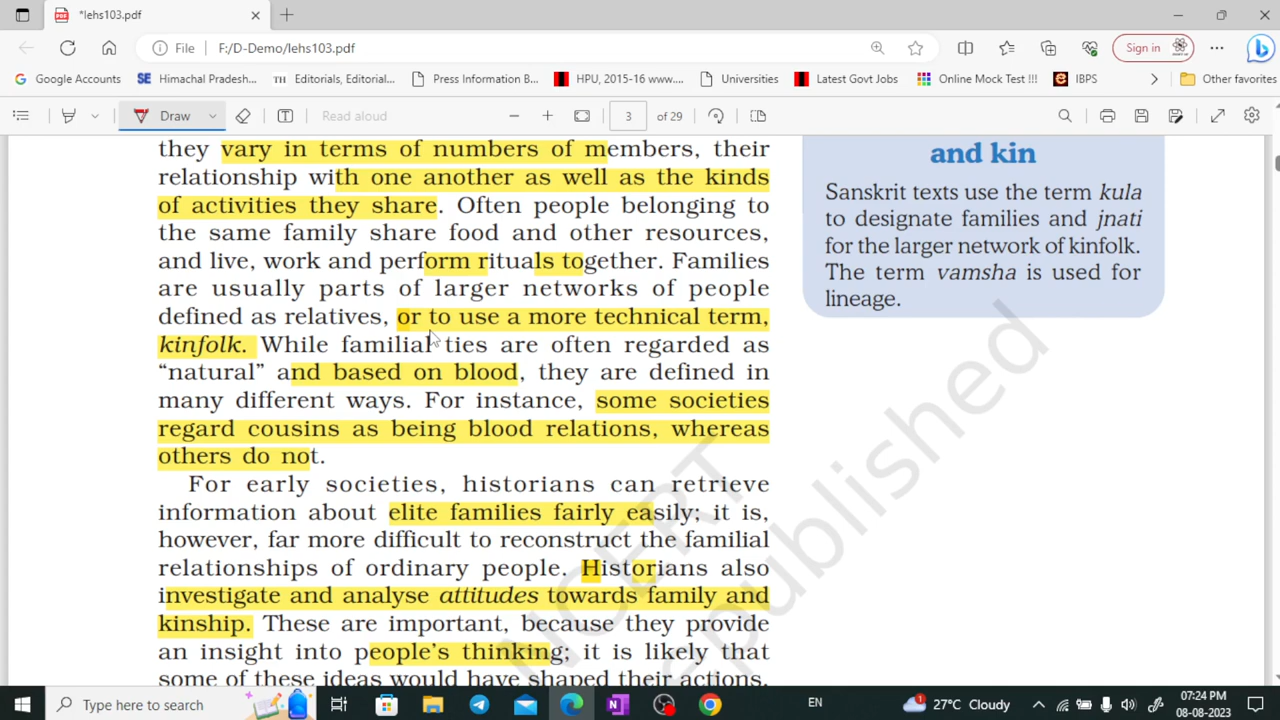 *lehs103.pdf
File F:/D-Demo/lehs103.pdf Sign in
Google Accounts SE Himachal Pradesh... TH Editorials, Editorial... Press Information B... HPU, 2015-16 www.... Universities Latest Govt Jobs Online Mock Test !!! IBPS Other favorites
Draw Read aloud 3 of 29
they vary in terms of numbers of members, their
relationship with one another as well as the kinds
of activities they share. Often people belonging to
the same family share food and other resources,
and live, work and perform rituals together. Families
are usually parts of larger networks of people
defined as relatives, or to use a more technical term,
kinfolk. While familial ties are often regarded as
“natural” and based on blood, they are defined in
many different ways. For instance, some societies
regard cousins as being blood relations, whereas
others do not.
For early societies, historians can retrieve
information about elite families fairly easily; it is,
however, far more difficult to reconstruct the familial
relationships of ordinary people. Historians also
investigate and analyse attitudes towards family and
kinship. These are important, because they provide
an insight into people’s thinking; it is likely that
some of these ideas would have shaped their actions,
and kin
Sanskrit texts use the term kula
to designate families and jnati
for the larger network of kinfolk.
The term vamsha is used for
lineage.
NCERT
republished
Type here to search EN 1 27°C Cloudy 07:24 PM
08-08-2023